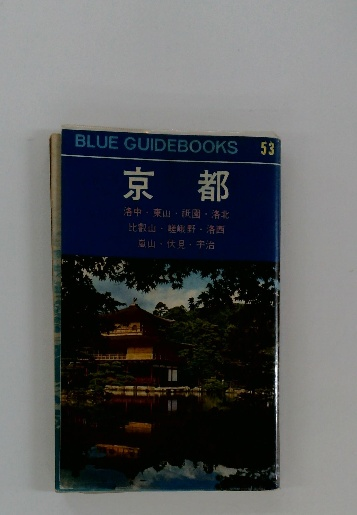 BLUE GUIDEBOOKS 53
京都
洛中・東山・祇園・洛北
比叡山・嵯峨野・洛西
嵐山・伏見・宇治